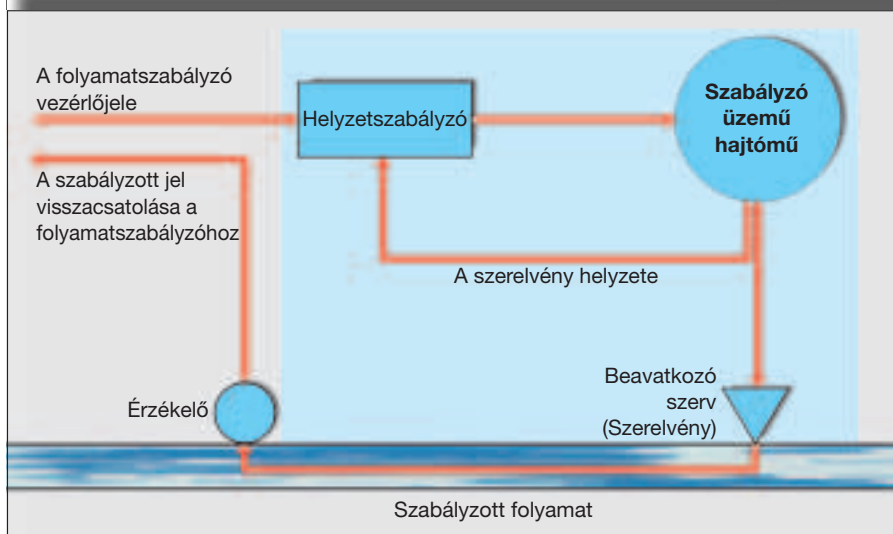 A folyamatszabályzó
vezérlőjele
Helyzetszabályzó
Szabályzó
üzemű
hajtómű
A szabályzott jel
visszacsatolása a
folyamatszabályzóhoz
A szerelvény helyzete
Érzékelő
Beavatkozó
szerv
(Szerelvény)
Szabályzott folyamat